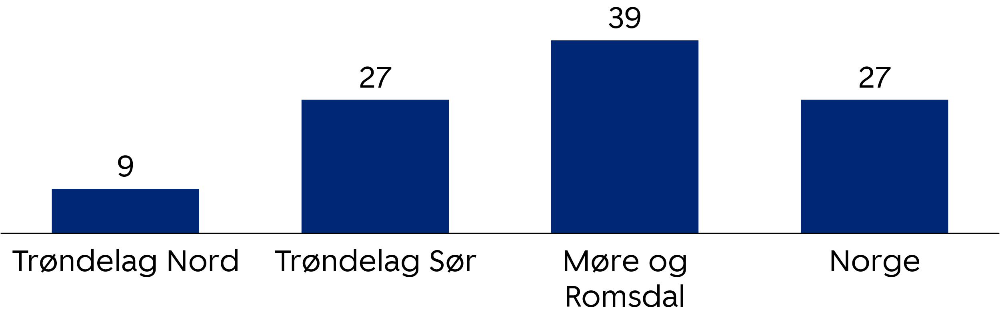 39
27
27
9
Trøndelag Nord
Trøndelag Sør
Møre og
Romsdal
Norge